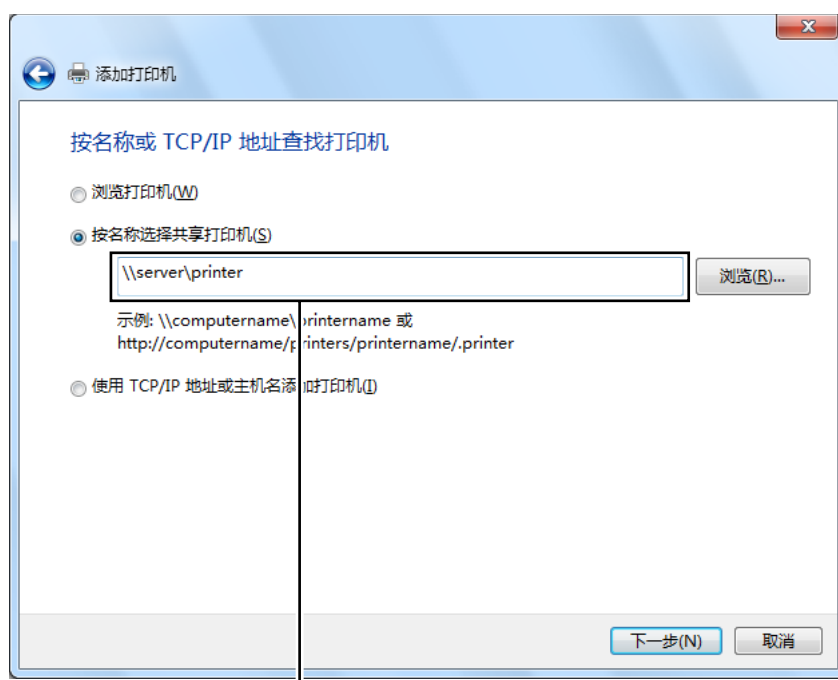 添加打印机
按名称或 TCP/IP 地址查找打印机
浏览打印机(W)
按名称选择共享打印机(S)
\\server\printer
浏览(R)...
示例: \\computername\printername 或
http://computername/printers/printername/.printer
使用 TCP/IP 地址或主机名添加打印机(I)
下一步(N)
取消